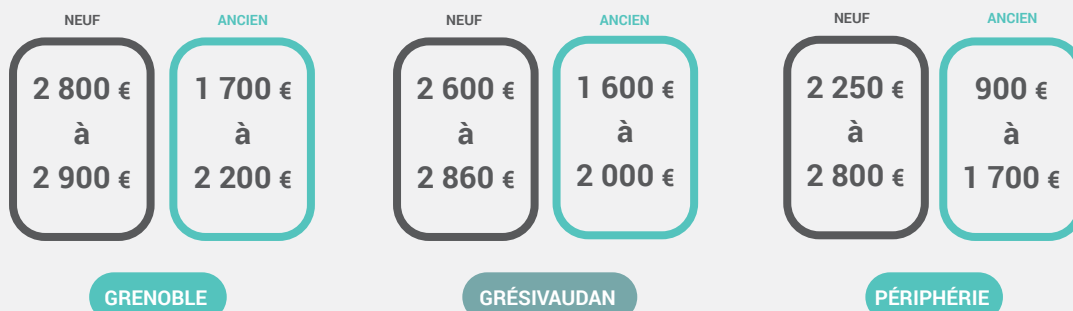 NEUF
ANCIEN
2 800 €
à
2 900 €
1 700 €
à
2 200 €
GRENOBLE
NEUF
ANCIEN
2 600 €
à
2 860 €
1 600 €
à
2 000 €
GRÉSIVAUDAN
NEUF
ANCIEN
2 250 €
à
2 800 €
900 €
à
1 700 €
PÉRIPHÉRIE